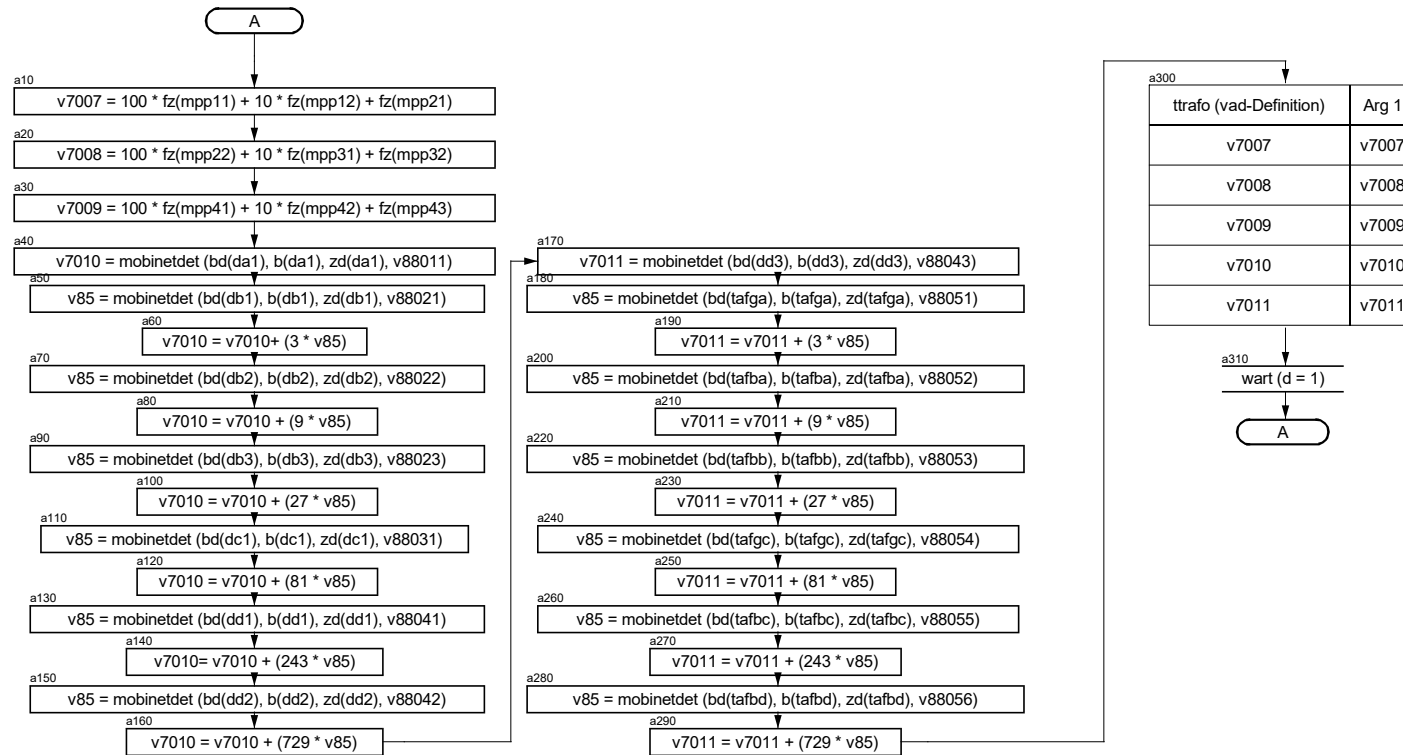 A
a10
v7007 = 100 * fz(mpp11) + 10 * fz(mpp12) + fz(mpp21)
a20
v7008 = 100 * fz(mpp22) + 10 * fz(mpp31) + fz(mpp32)
a30
v7009 = 100 * fz(mpp41) + 10 * fz(mpp42) + fz(mpp43)
a40
v7010 = mobinetdet (bd(da1), b(da1), zd(da1), v88011)
a50
v85 = mobinetdet (bd(db1), b(db1), zd(db1), v88021)
a60
v7010 = v7010+ (3 * v85)
a70
v85 = mobinetdet (bd(db2), b(db2), zd(db2), v88022)
a80
v7010 = v7010 + (9 * v85)
a90
v85 = mobinetdet (bd(db3), b(db3), zd(db3), v88023)
a100
v7010 = v7010 + (27 * v85)
a110
v85 = mobinetdet (bd(dc1), b(dc1), zd(dc1), v88031)
a120
v7010 = v7010 + (81 * v85)
a130
v85 = mobinetdet (bd(dd1), b(dd1), zd(dd1), v88041)
a140
v7010= v7010 + (243 * v85)
a150
v85 = mobinetdet (bd(dd2), b(dd2), zd(dd2), v88042)
a160
v7010 = v7010 + (729 * v85)
a170
v7011 = mobinetdet (bd(dd3), b(dd3), zd(dd3), v88043)
a180
v85 = mobinetdet (bd(tafga), b(tafga), zd(tafga), v88051)
a190
v7011 = v7011 + (3 * v85)
a200
v85 = mobinetdet (bd(tafba), b(tafba), zd(tafba), v88052)
a210
v7011 = v7011 + (9 * v85)
a220
v85 = mobinetdet (bd(tafbb), b(tafbb), zd(tafbb), v88053)
a230
v7011 = v7011 + (27 * v85)
a240
v85 = mobinetdet (bd(tafgc), b(tafgc), zd(tafgc), v88054)
a250
v7011 = v7011 + (81 * v85)
a260
v85 = mobinetdet (bd(tafbc), b(tafbc), zd(tafbc), v88055)
a270
v7011 = v7011 + (243 * v85)
a280
v85 = mobinetdet (bd(tafbd), b(tafbd), zd(tafbd), v88056)
a290
v7011 = v7011 + (729 * v85)
a300
ttrafo (vad-Definition) Arg 1
v7007 v7007
v7008 v7008
v7009 v7009
v7010 v7010
v7011 v7011
a310
wart (d = 1)
A